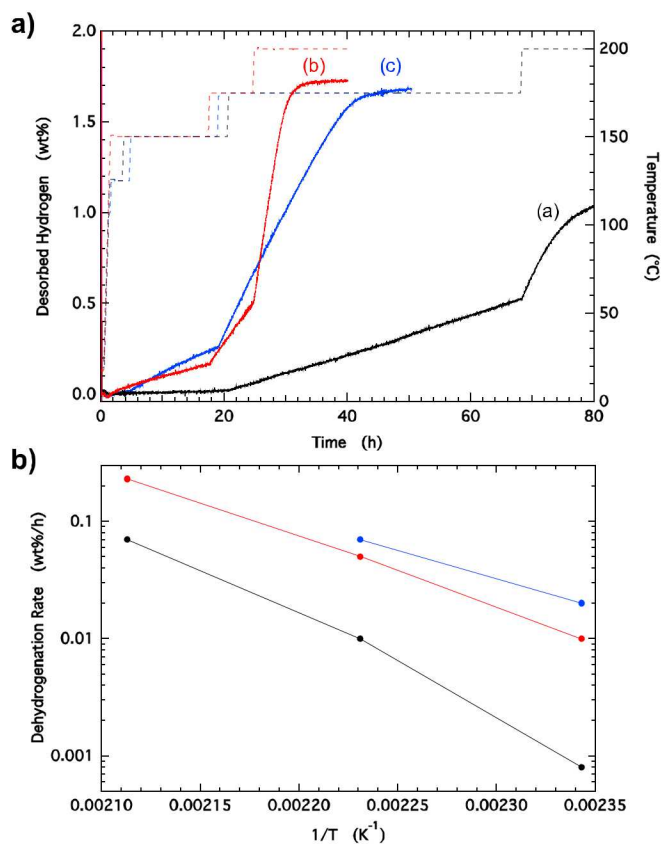 a)
2.0
1.5
1.0
0.5
0.0
Desorbed Hydrogen (wt%)
(b)
(c)
(a)
200
150
100
50
0
Temperature (°C)
0
20
40
60
80
Time (h)
b)
0.1
0.01
0.001
Dehydrogenation Rate (wt%/h)
0.00210
0.00215
0.00220
0.00225
0.00230
0.00235
1/T (K⁻¹)